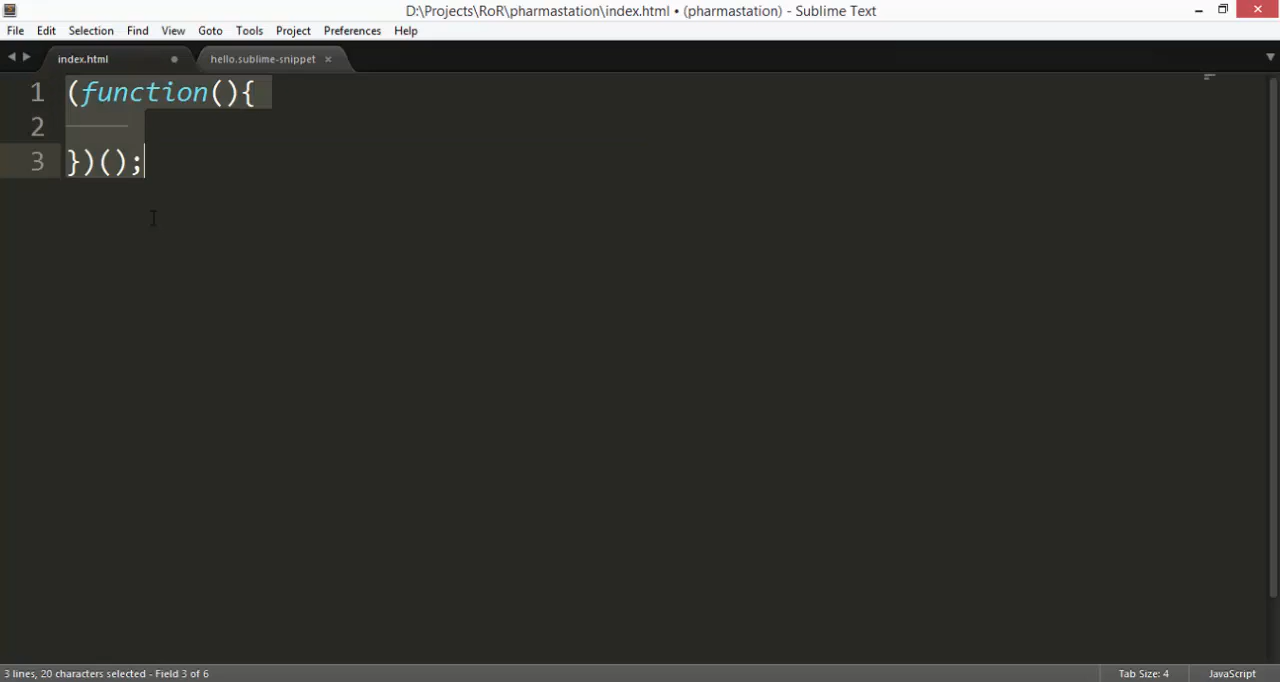 D:\Projects\RoR\pharmastation\index.html • (pharmastation) - Sublime Text
File Edit Selection Find View Goto Tools Project Preferences Help
index.html hello.sublime-snippet
1 (function(){
2
3 })();
3 lines, 20 characters selected - Field 3 of 6 Tab Size: 4 JavaScript